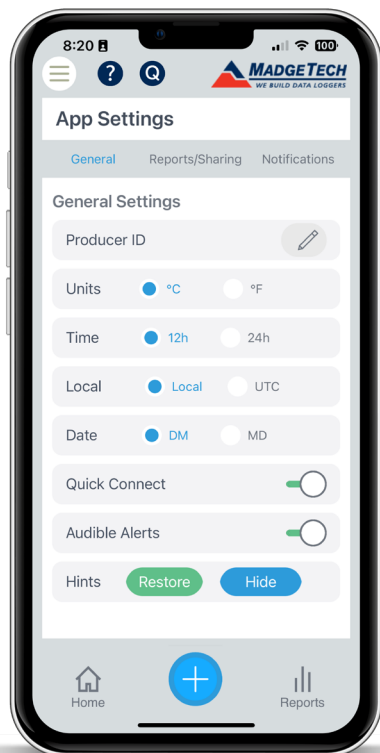 8:20
100
?
Q
MADGETECH
WE BUILD DATA LOGGERS
App Settings
General Reports/Sharing Notifications
General Settings
Producer ID
Units °C °F
Time 12h 24h
Local Local UTC
Date DM MD
Quick Connect
Audible Alerts
Hints Restore Hide
Home Reports